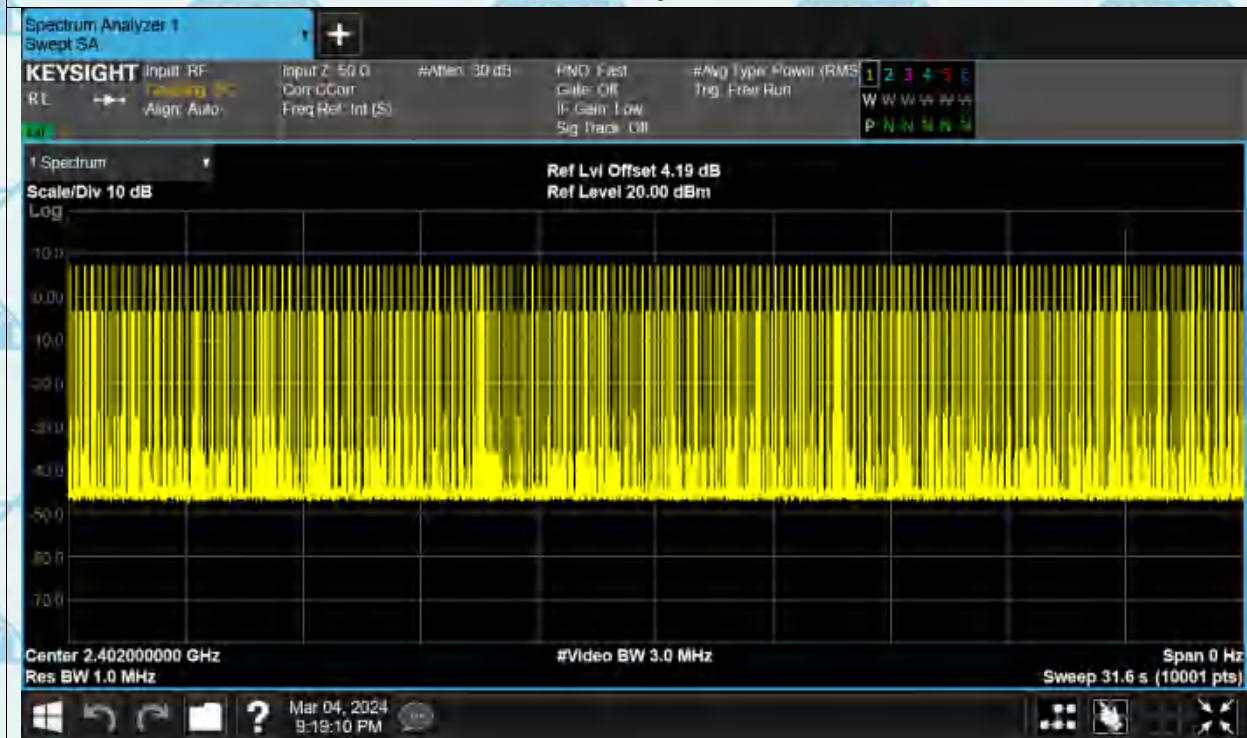 Spectrum Analyzer 1
Swept SA
KEYSIGHT Input: RF Input Z: 50 Ω #Atten: 30 dB PNO: Fast #Avg Type: Power (RMS 1 2 3 4 5 6
RL Coupling: DC Corr CCorr Gate: Off Trig: Free Run W W W W W W
Align: Auto Freq Ref: Int (S) IF Gain: Low
Sig Track: Off P N N N N N
1 Spectrum
Ref Lvl Offset 4.19 dB
Scale/Div 10 dB Ref Level 20.00 dBm
Log
10.0
0.00
-10.0
-20.0
-30.0
-40.0
-50.0
-60.0
-70.0
Center 2.402000000 GHz #Video BW 3.0 MHz Span 0 Hz
Res BW 1.0 MHz Sweep 31.6 s (10001 pts)
? Mar 04, 2024
9:19:10 PM